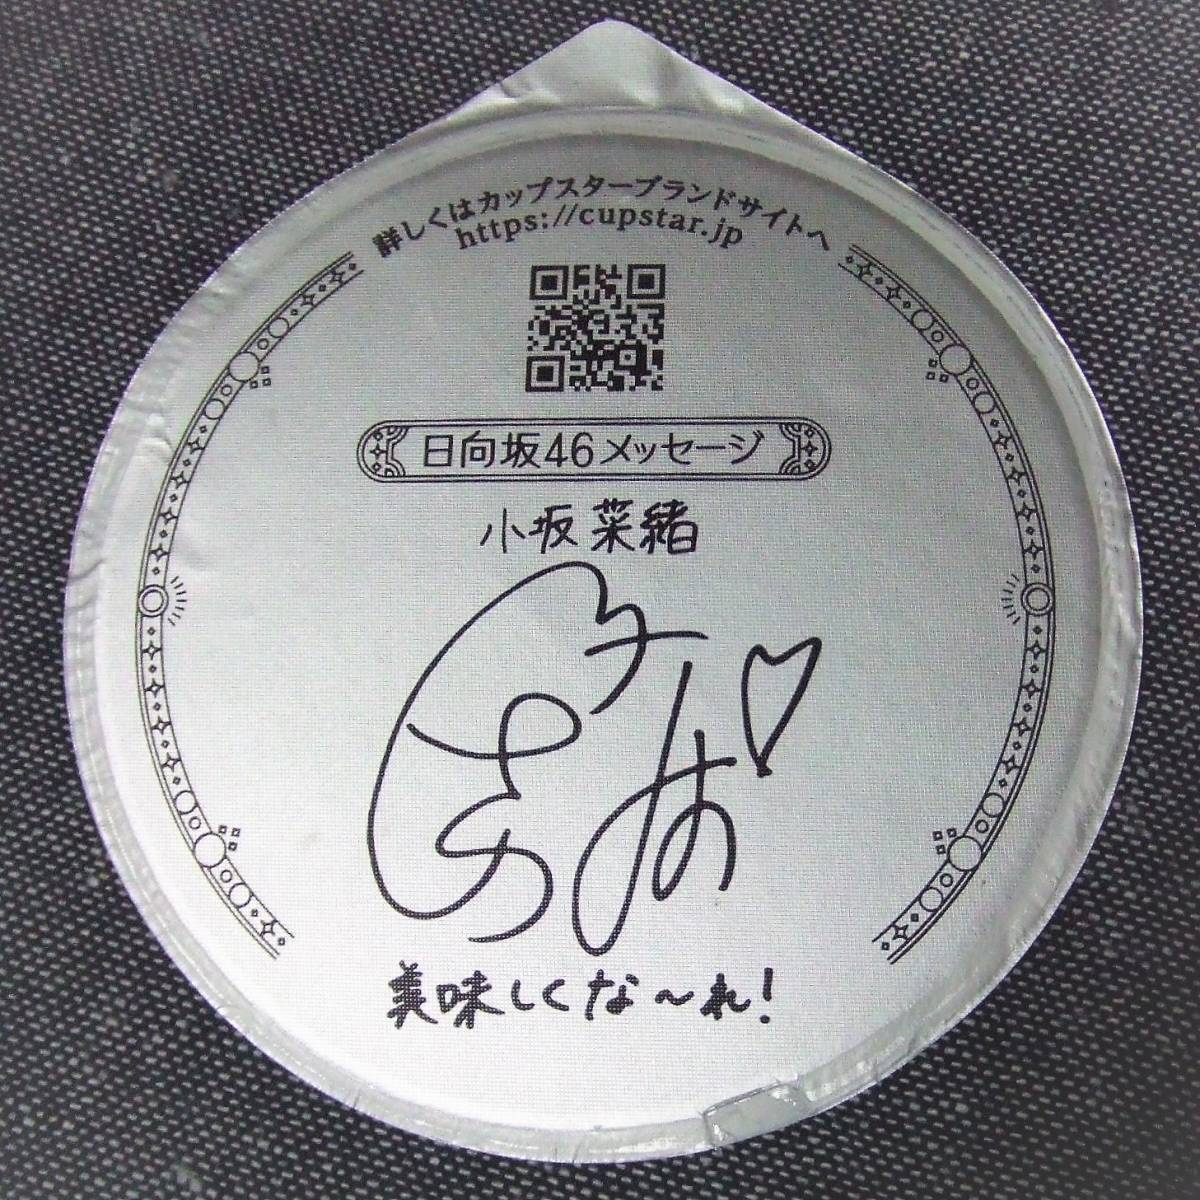 詳しくはカップスターブランドサイトへ
https://cupstar.jp
日向坂46メッセージ
小坂菜緒
美味しくな～れ！